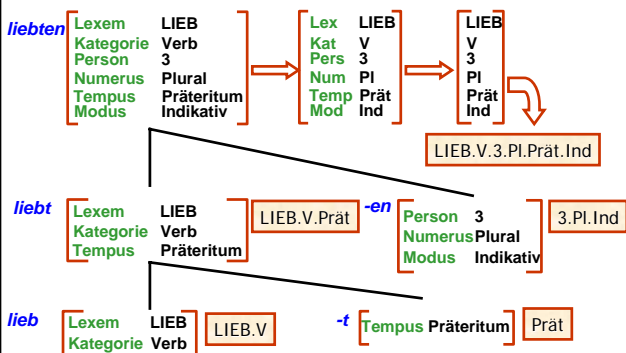 liebten
Lexem LIEB
Kategorie Verb
Person 3
Numerus Plural
Tempus Präteritum
Modus Indikativ
Lex LIEB
Kat V
Pers 3
Num Pl
Temp Prät
Mod Ind
LIEB
V
3
Pl
Prät
Ind
LIEB.V.3.Pl.Prät.Ind
liebt
Lexem LIEB
Kategorie Verb
Tempus Präteritum
LIEB.V.Prät
-en
Person 3
Numerus Plural
Modus Indikativ
3.Pl.Ind
lieb
Lexem LIEB
Kategorie Verb
LIEB.V
-t
Tempus Präteritum
Prät